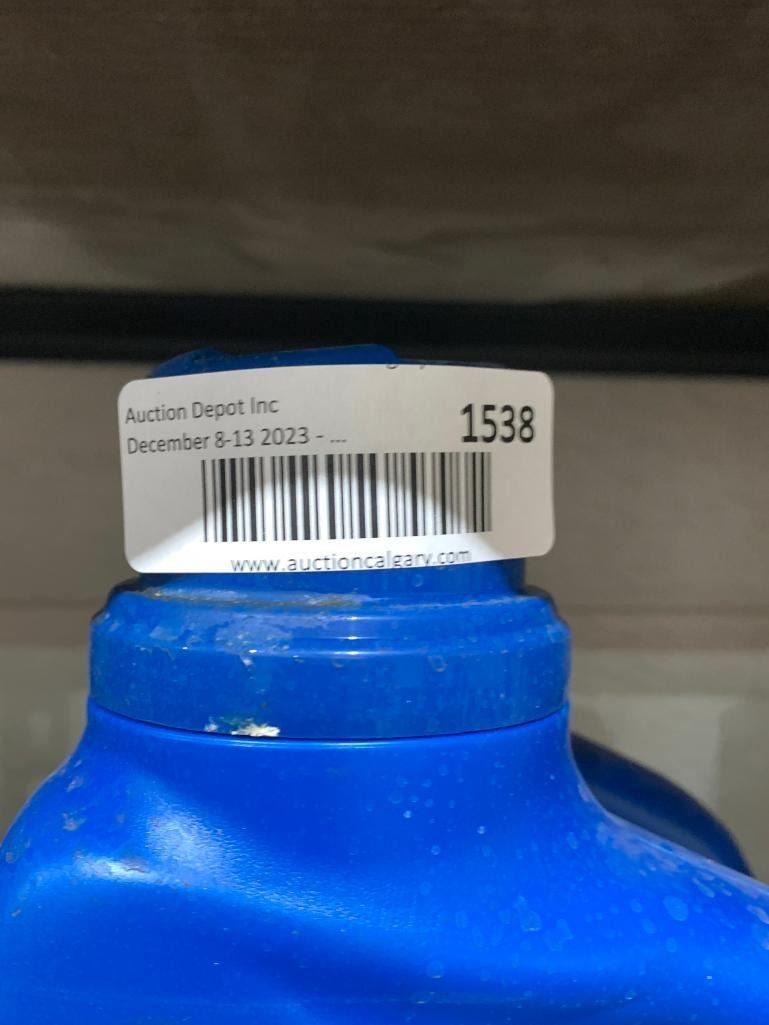 Auction Depot Inc
1538
December 8-13 2023 - ...
www.auctioncalgary.com